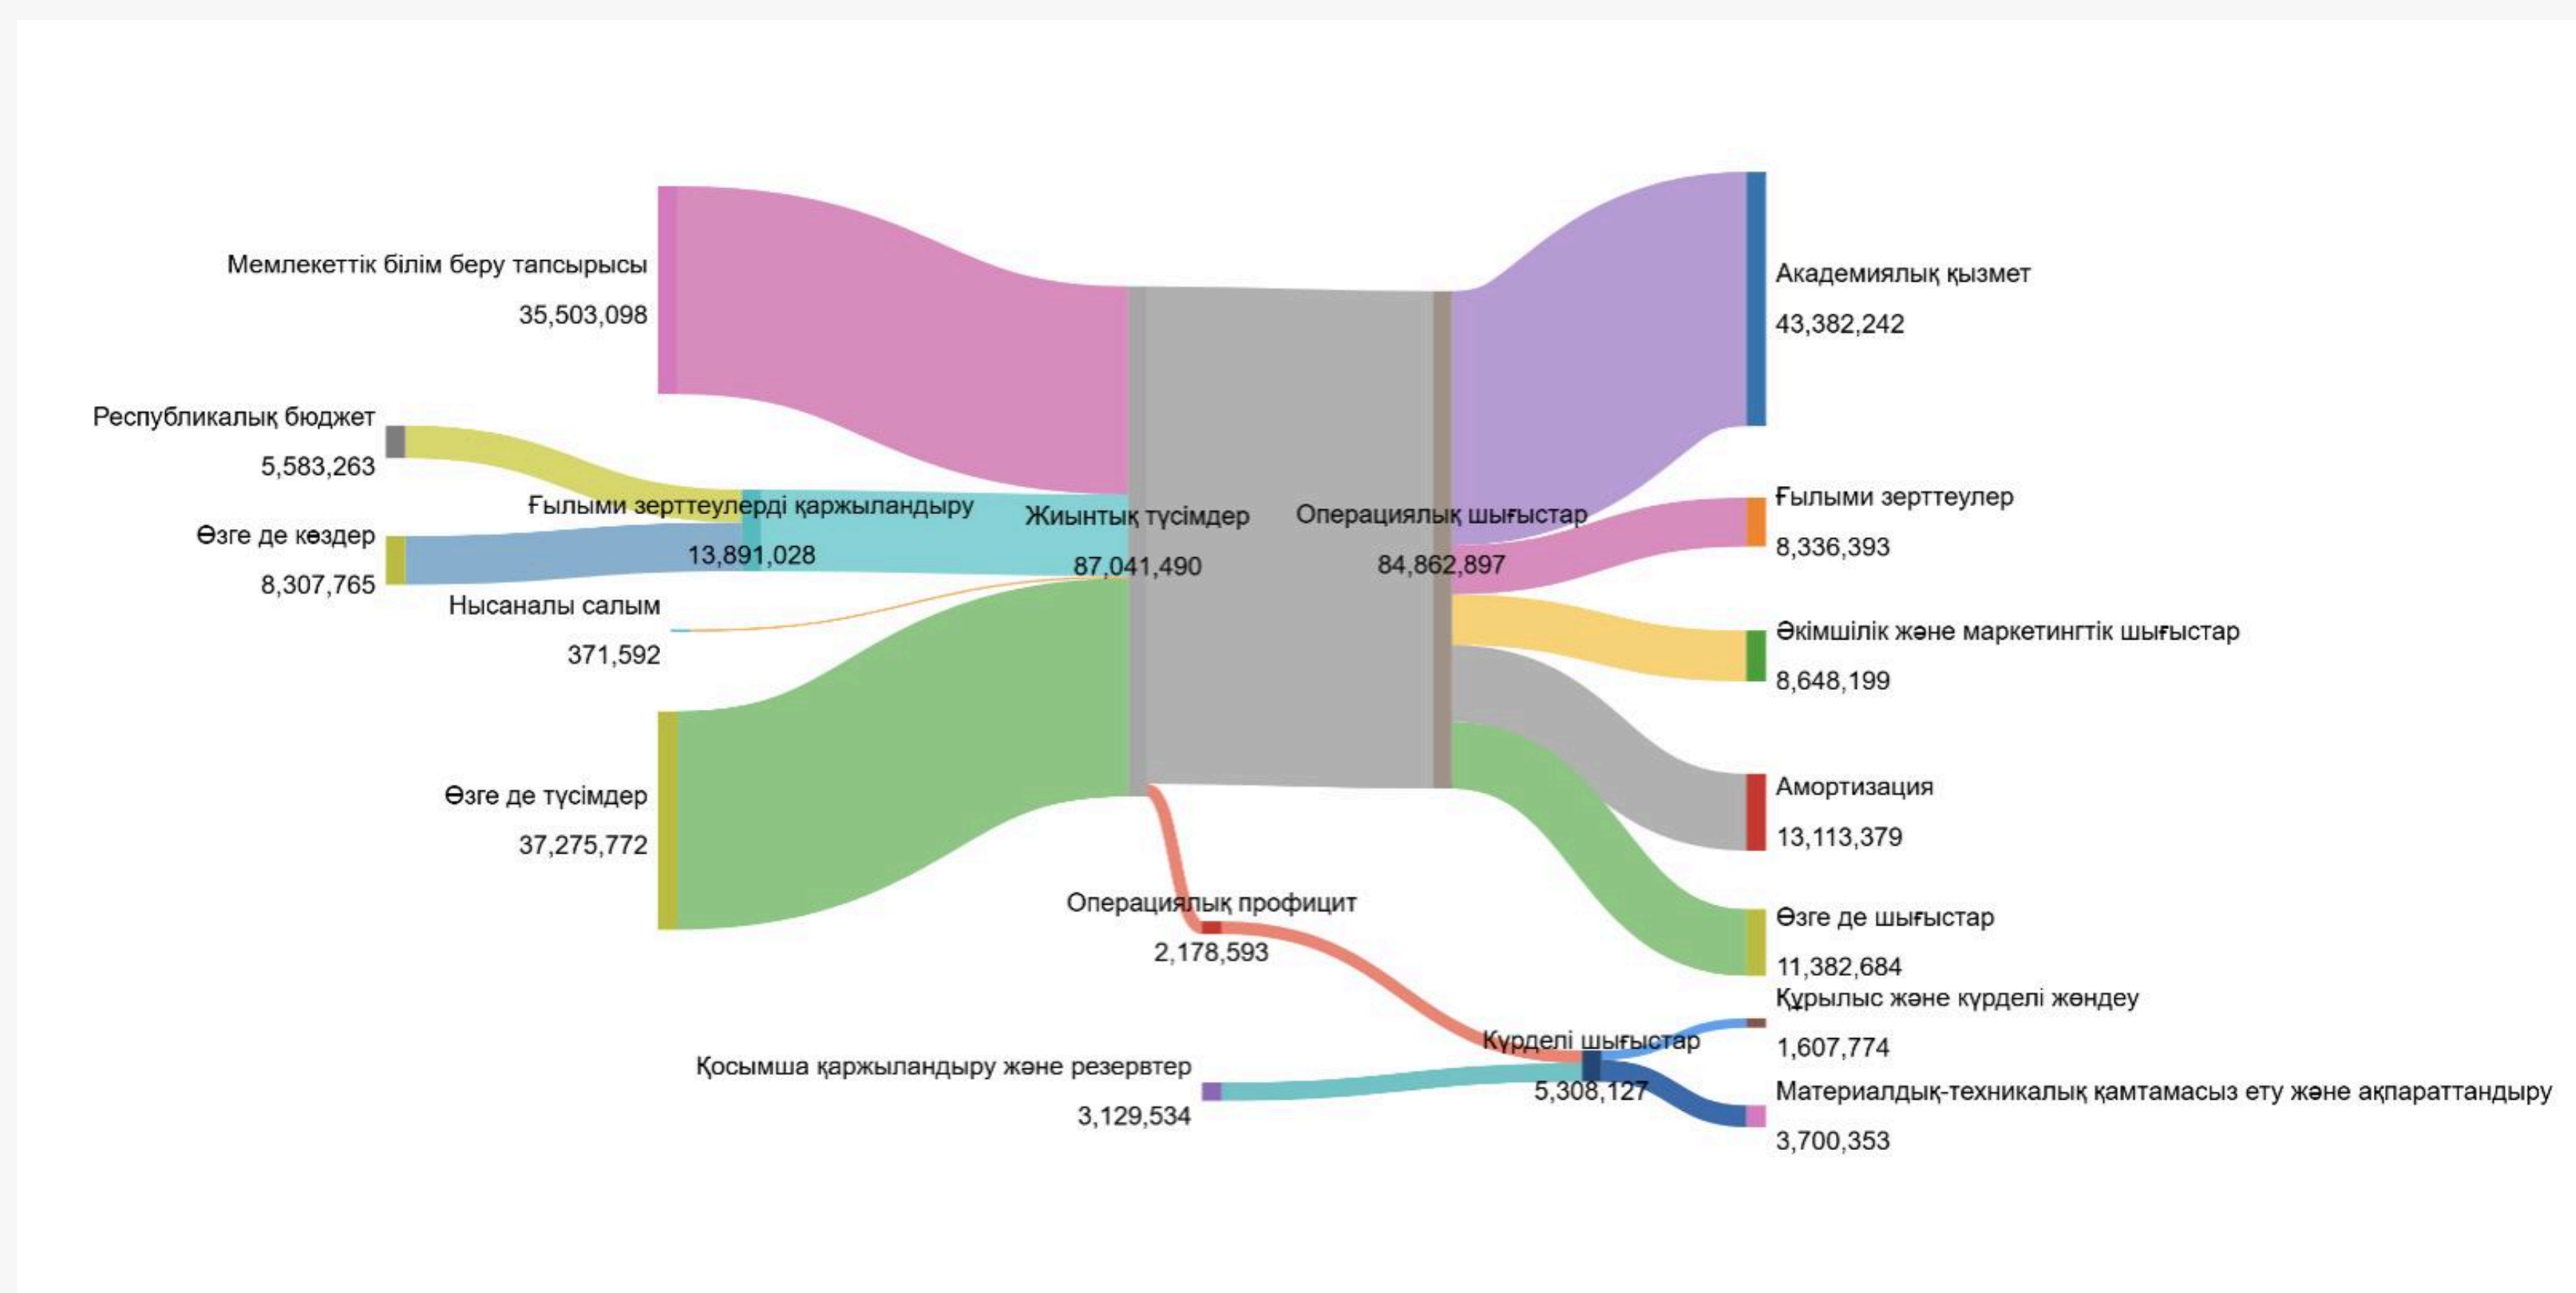 Мемлекеттік білім беру тапсырысы
35,503,098
Республикалық бюджет
5,583,263
Өзге де көздер
8,307,765
Ғылыми зерттеулерді қаржыландыру
13,891,028
Нысаналы салым
371,592
Өзге де түсімдер
37,275,772
Жиынтық түсімдер
87,041,490
Операциялық шығыстар
84,862,897
Операциялық профицит
2,178,593
Қосымша қаржыландыру және резервтер
3,129,534
Күрделі шығыстар
5,308,127
Академиялық қызмет
43,382,242
Ғылыми зерттеулер
8,336,393
Әкімшілік және маркетингтік шығыстар
8,648,199
Амортизация
13,113,379
Өзге де шығыстар
11,382,684
Құрылыс және күрделі жөндеу
1,607,774
Материалдық-техникалық қамтамасыз ету және ақпараттандыру
3,700,353